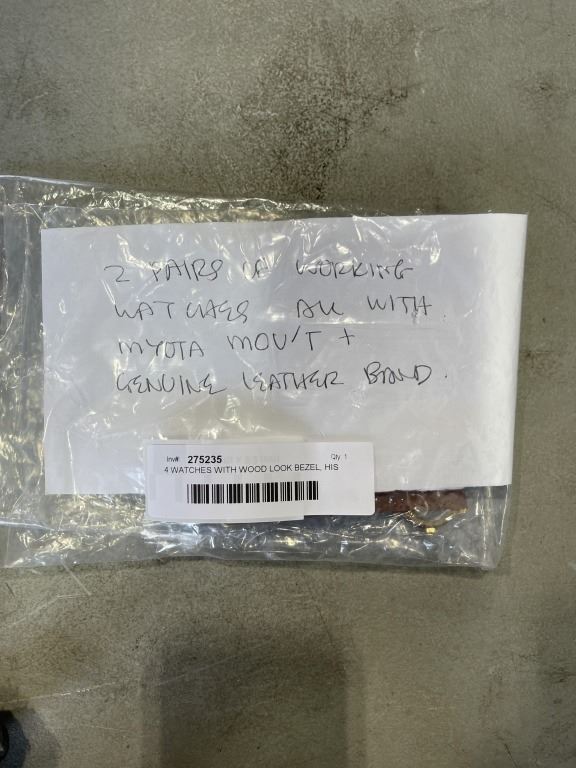 2 PAIRS OF WORKING
WATCHES ALL WITH.
MYOTA MOV'T +
GENUINE LEATHER BAND.
Inv#: 275235 Qty 1
4 WATCHES WITH WOOD LOOK BEZEL, HIS